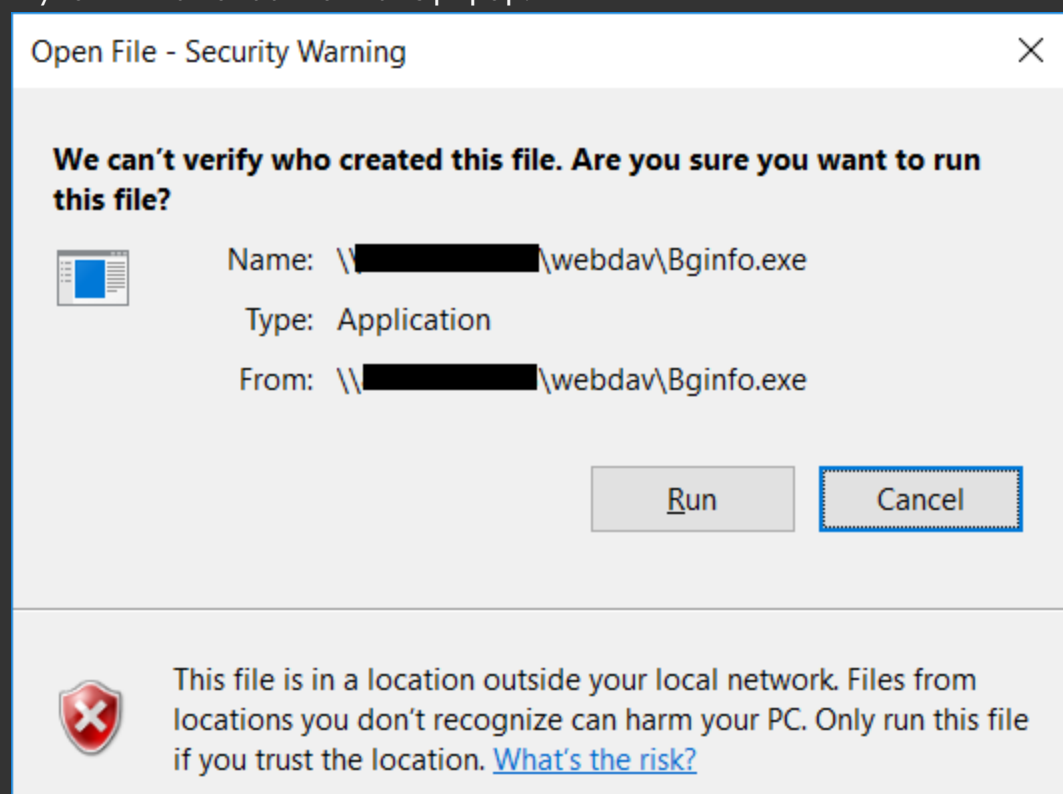 Open File - Security Warning
We can't verify who created this file. Are you sure you want to run
this file?
Name: \\ \webdav\Bginfo.exe
Type: Application
From: \\ \webdav\Bginfo.exe
Run Cancel
This file is in a location outside your local network. Files from
locations you don't recognize can harm your PC. Only run this file
if you trust the location. What's the risk?